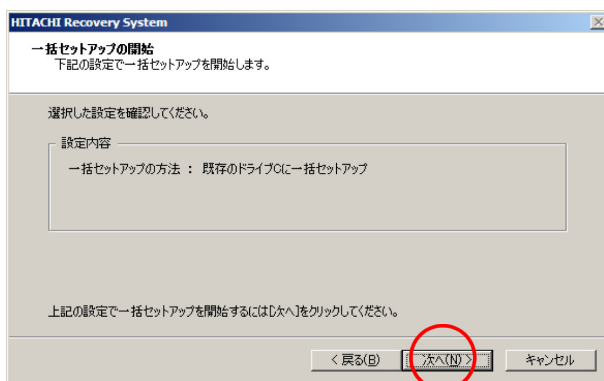 HITACHI Recovery System
一括セットアップの開始
下記の設定で一括セットアップを開始します。
選択した設定を確認してください。
設定内容
一括セットアップの方法 : 既存のドライブCに一括セットアップ
上記の設定で一括セットアップを開始するには[次へ]をクリックしてください。
< 戻る(B) 次へ(N) > キャンセル